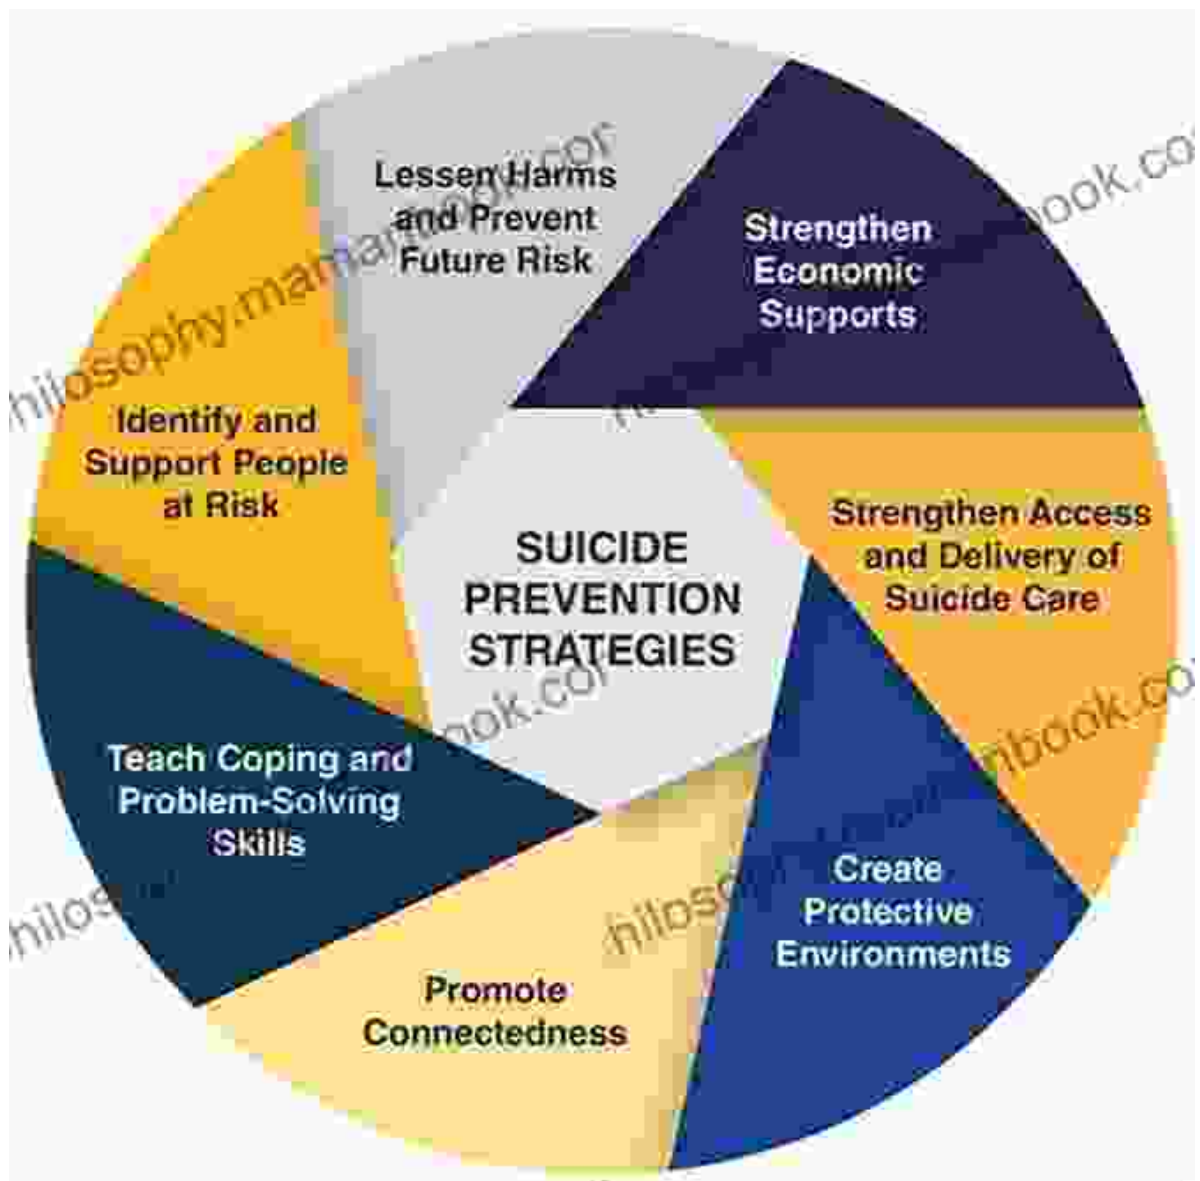 Lessen Harms
and Prevent
Future Risk
Strengthen
Economic
Supports
Identify and
Support People
at Risk
Strengthen Access
and Delivery of
Suicide Care
SUICIDE
PREVENTION
STRATEGIES
Teach Coping and
Problem-Solving
Skills
Create
Protective
Environments
Promote
Connectedness